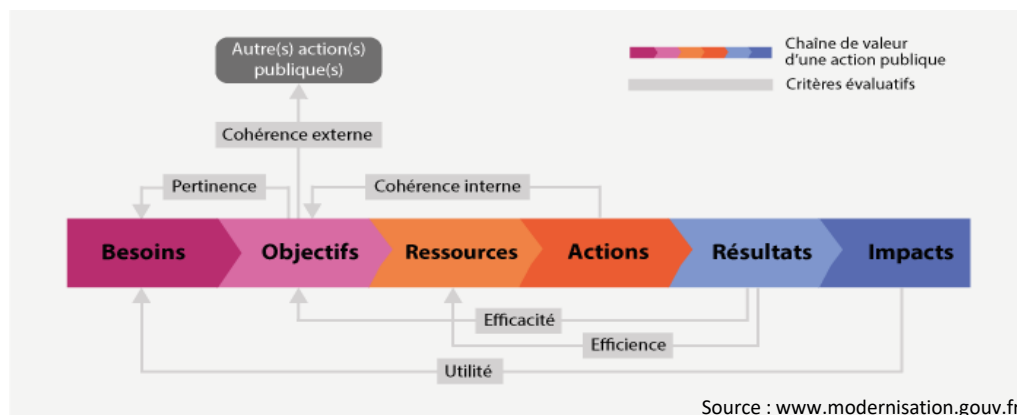 Autre(s) action(s)
publique(s)
Chaîne de valeur
d'une action publique
Critères évaluatifs
Cohérence externe
Pertinence
Cohérence interne
Besoins
Objectifs
Ressources
Actions
Résultats
Impacts
Efficacité
Efficience
Utilité
Source : www.modernisation.gouv.fr